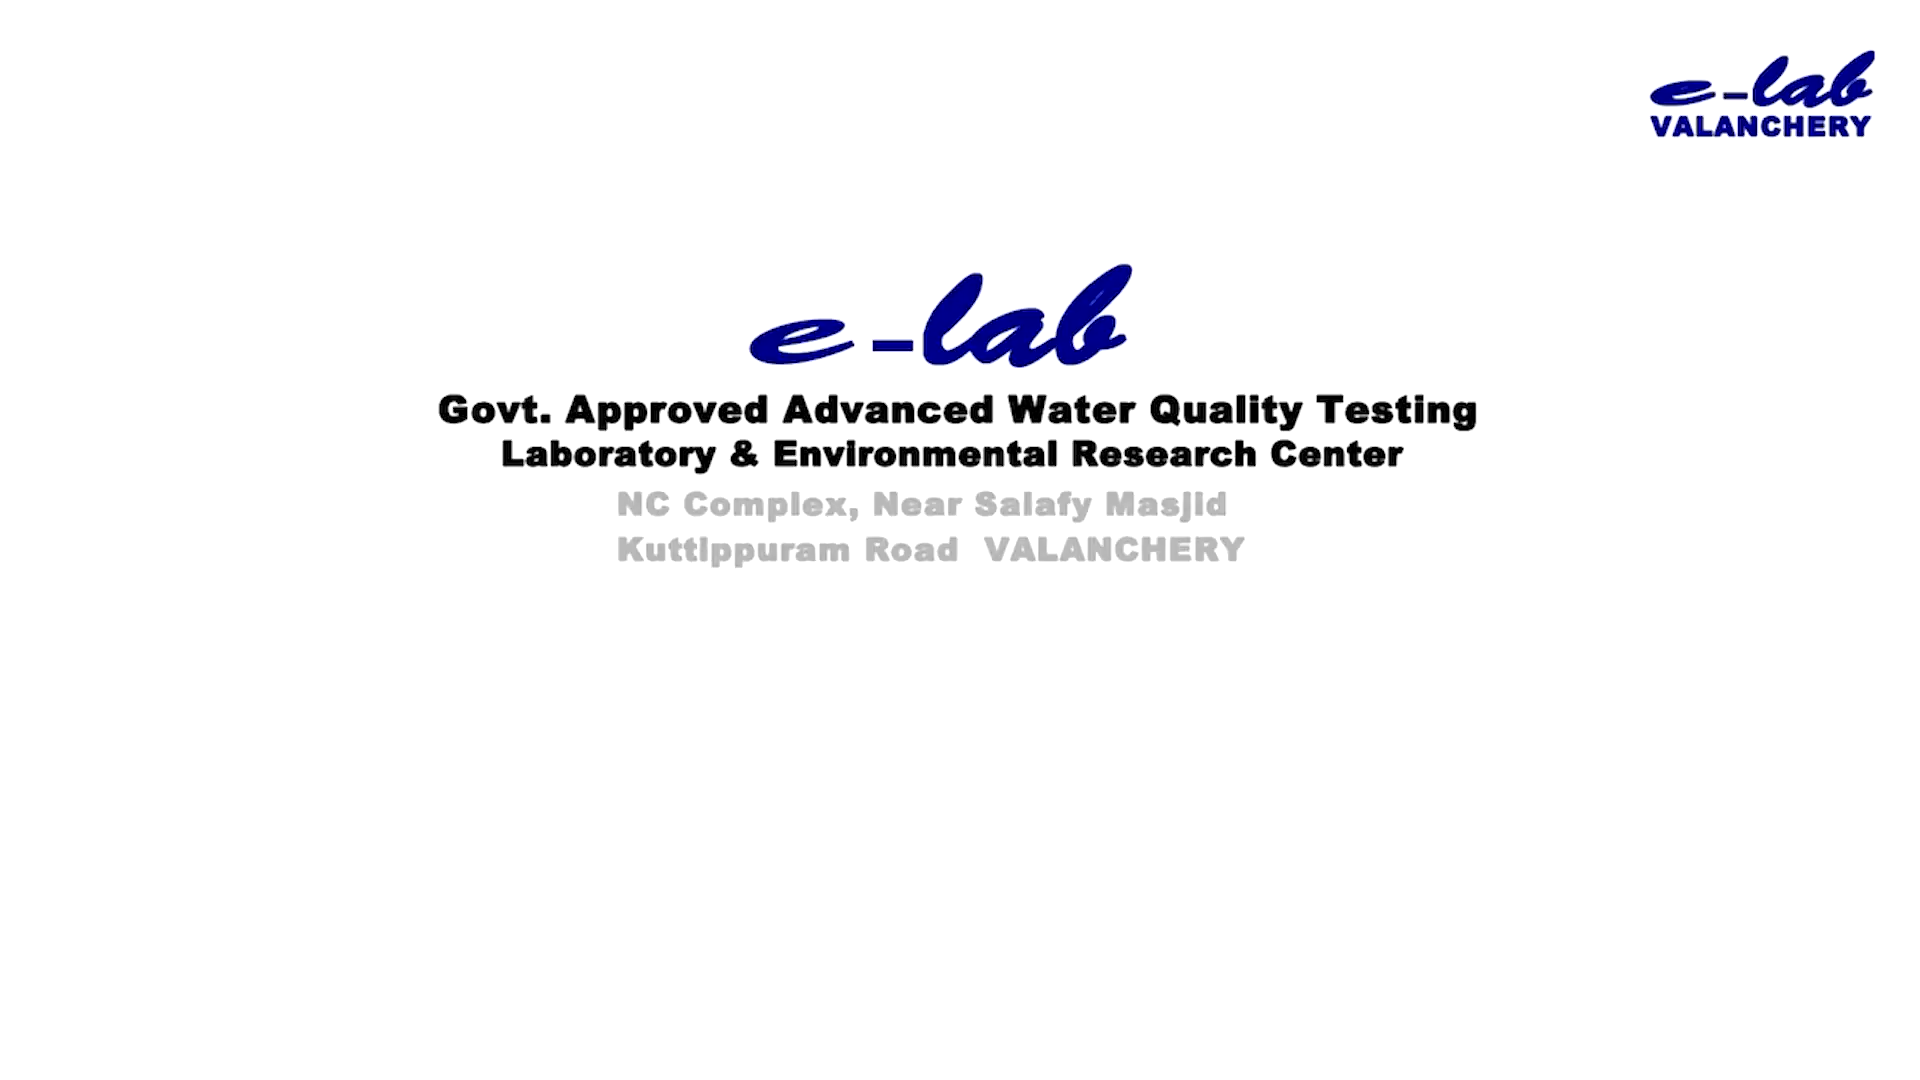 e-lab
VALANCHERY
e-lab
Govt. Approved Advanced Water Quality Testing
Laboratory & Environmental Research Center
NC Complex, Near Salafy Masjid
Kuttippuram Road VALANCHERY